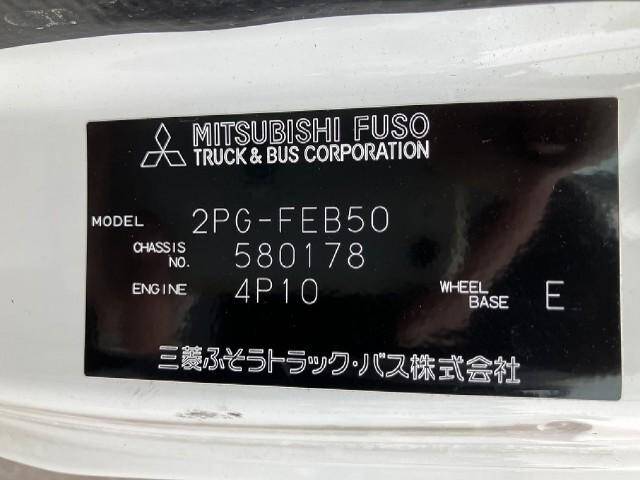 MITSUBISHI FUSO
TRUCK & BUS CORPORATION
MODEL 2PG-FEB50
CHASSIS NO. 580178
ENGINE 4P10 WHEEL BASE E
三菱ふそうトラック・バス株式会社